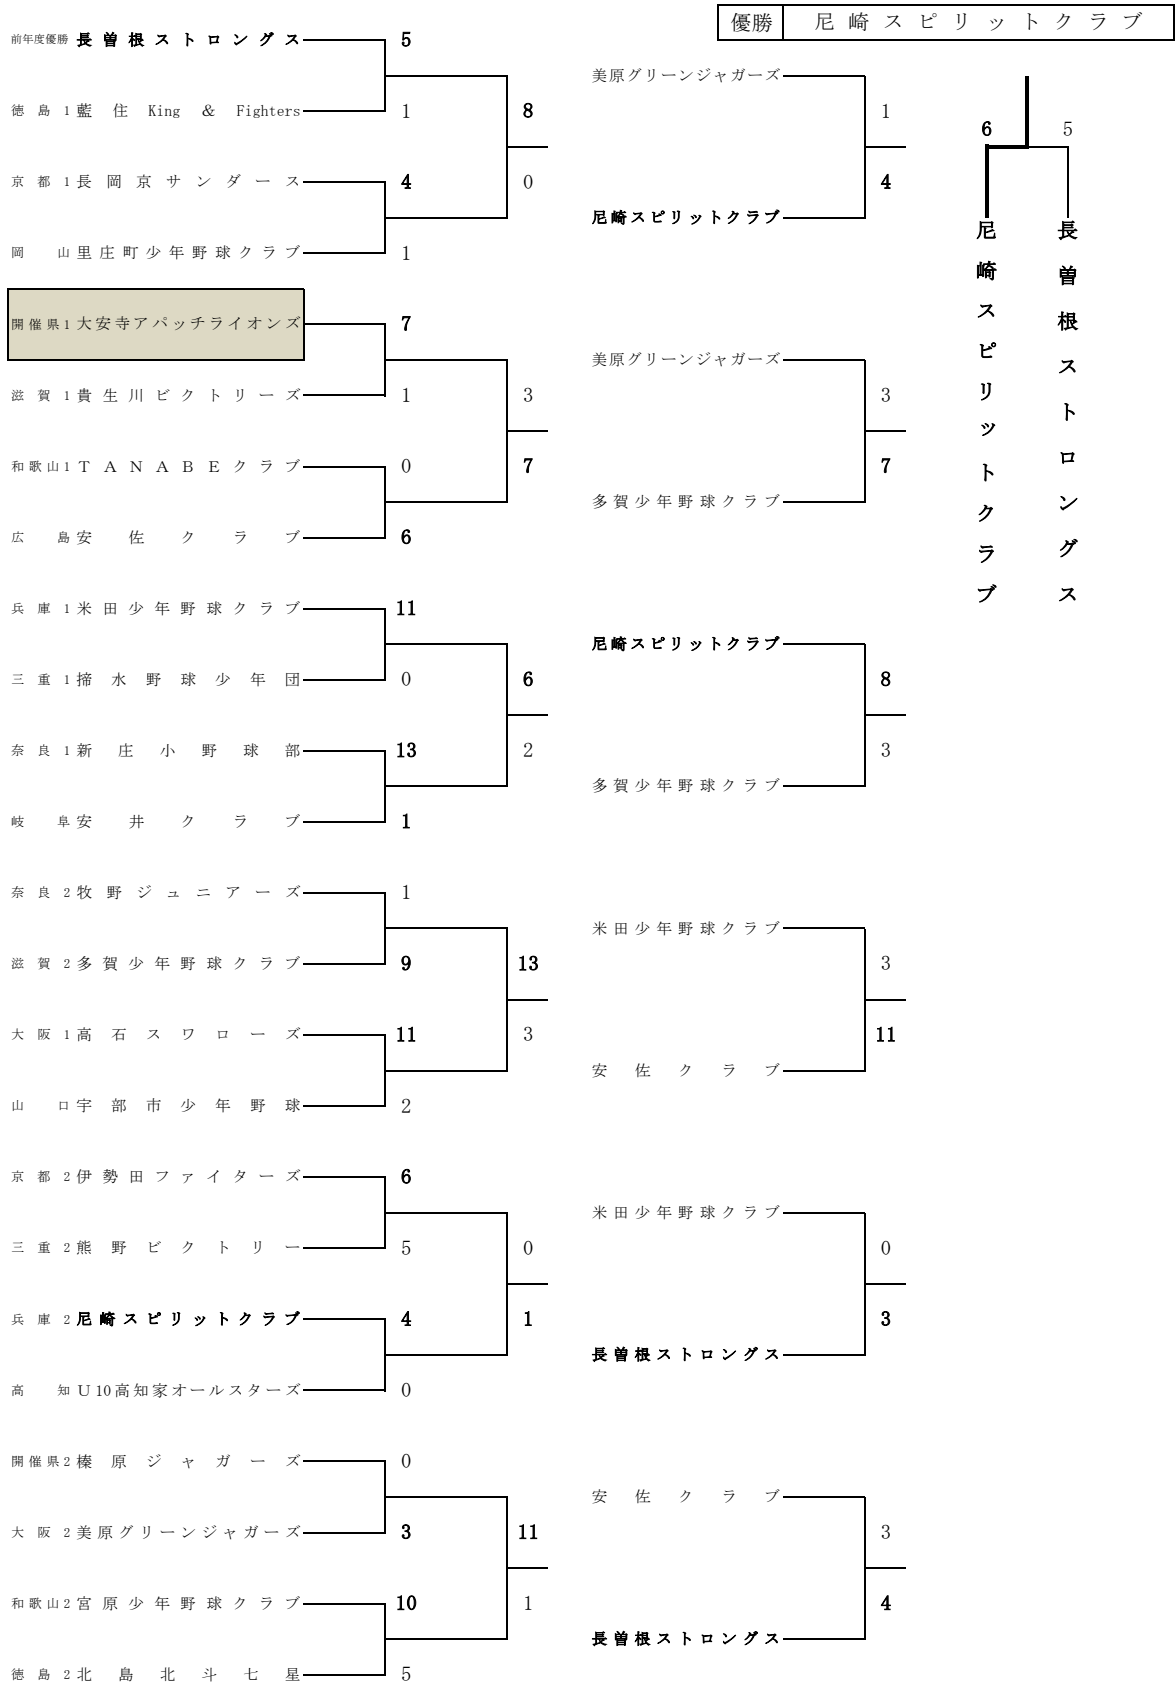 優勝 尼崎スピリットクラブ
前年度優勝 長曽根ストロングス 5
徳島1 藍住 King & Fighters 1
8
京都1 長岡京サンダース 4
0
岡山 里庄町少年野球クラブ 1
開催県1 大安寺アパッチライオンズ 7
滋賀1 貴生川ビクトリーズ 1
3
和歌山1 TANABEクラブ 0
7
広島 安佐クラブ 6
兵庫1 米田少年野球クラブ 11
三重1 揥水野球少年団 0
6
奈良1 新庄小野球部 13
2
岐阜 安井クラブ 1
奈良2 牧野ジュニアーズ 1
滋賀2 多賀少年野球クラブ 9
13
大阪1 高石スワローズ 11
3
山口 宇部市少年野球 2
京都2 伊勢田ファイターズ 6
三重2 熊野ビクトリー 5
0
兵庫2 尼崎スピリットクラブ 4
1
高知 U10高知家オールスターズ 0
開催県2 榛原ジャガーズ 0
大阪2 美原グリーンジャガーズ 3
11
和歌山2 宮原少年野球クラブ 10
1
徳島2 北島北斗七星 5
美原グリーンジャガーズ
1
4
尼崎スピリットクラブ
美原グリーンジャガーズ
3
7
多賀少年野球クラブ
尼崎スピリットクラブ
8
3
多賀少年野球クラブ
米田少年野球クラブ
3
11
安佐クラブ
米田少年野球クラブ
0
3
長曽根ストロングス
安佐クラブ
3
4
長曽根ストロングス
6 5
尼崎スピリットクラブ
長曽根ストロングス